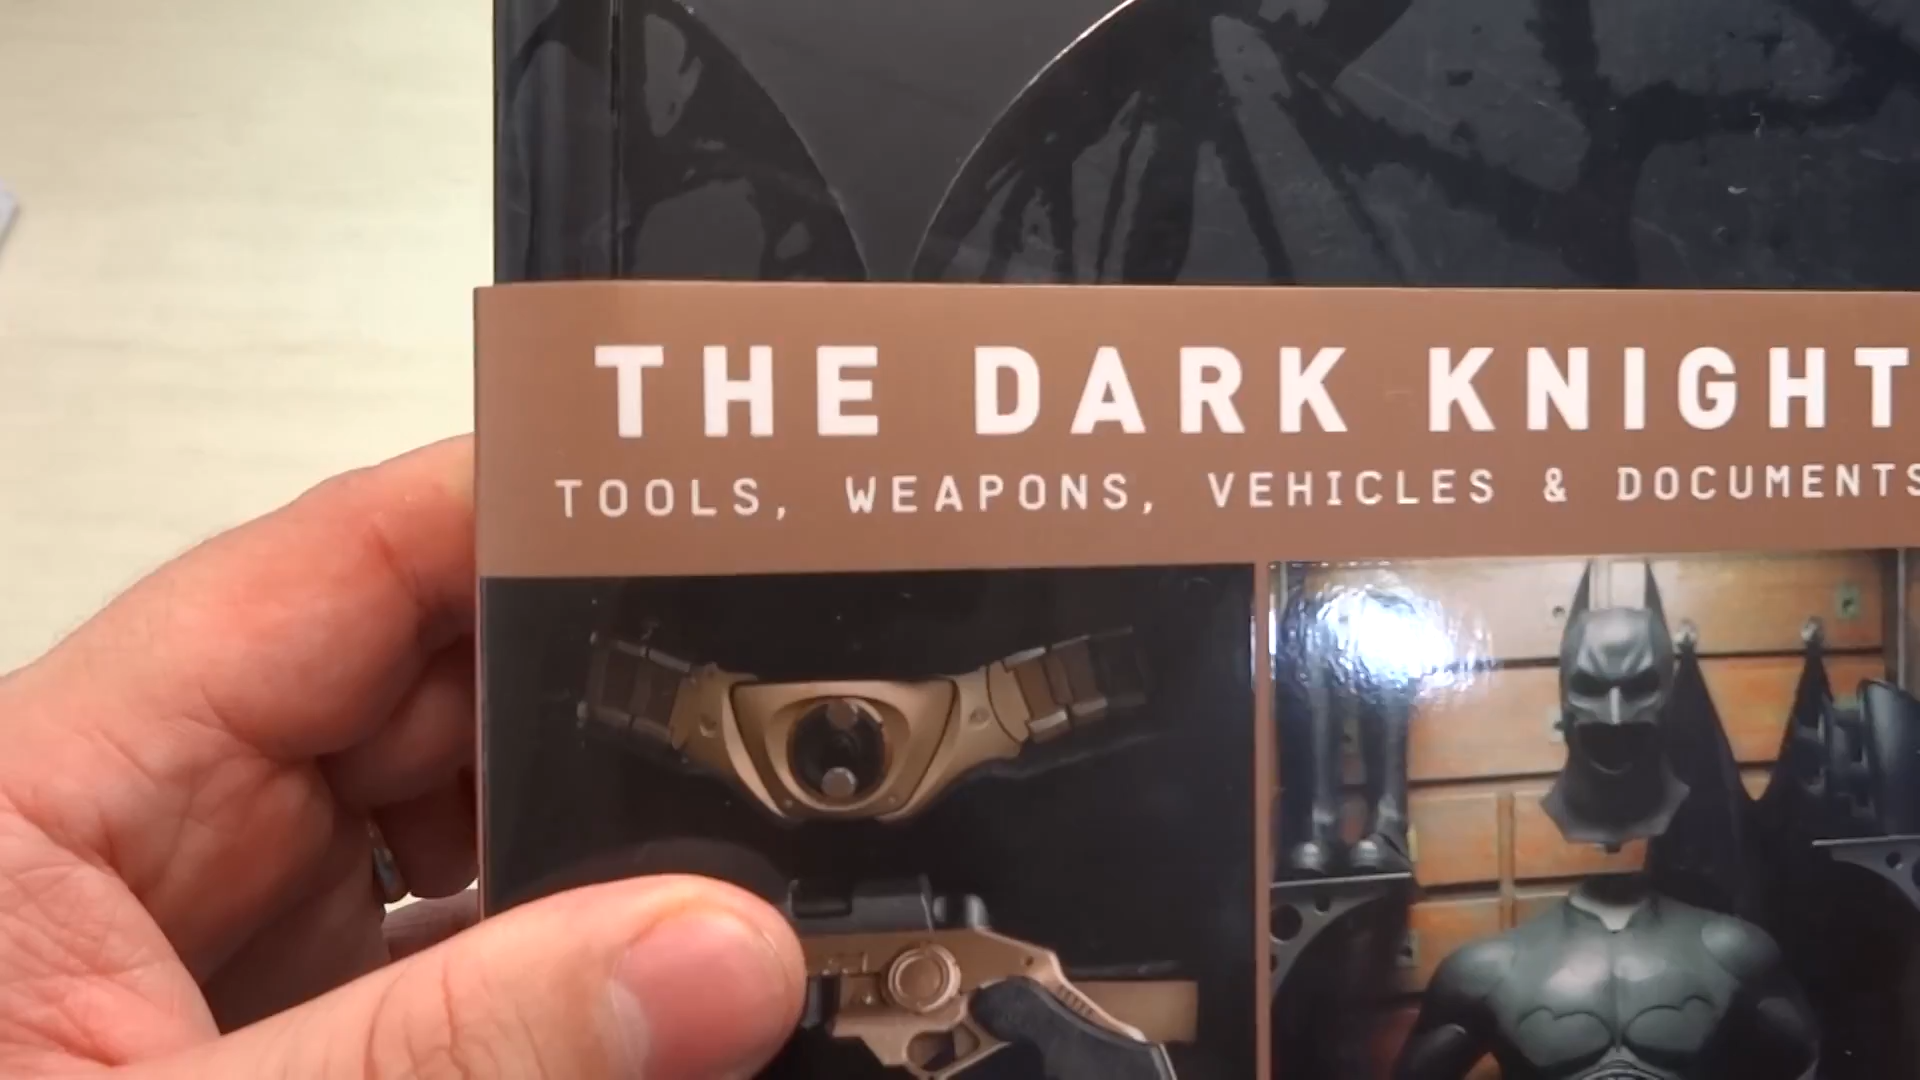 THE DARK KNIGHT
TOOLS, WEAPONS, VEHICLES & DOCUMENTS